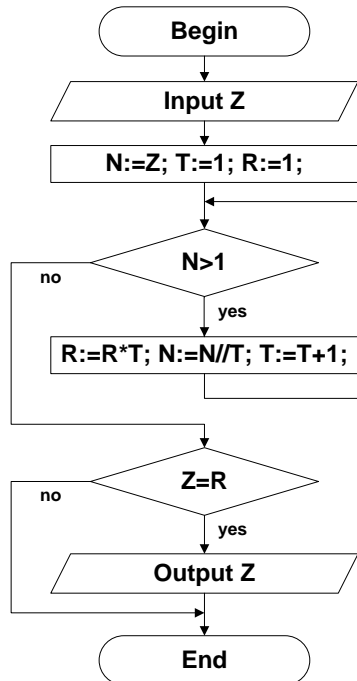 Begin
Input Z
N:=Z; T:=1; R:=1;
N>1
no
yes
R:=R*T; N:=N//T; T:=T+1;
Z=R
no
yes
Output Z
End